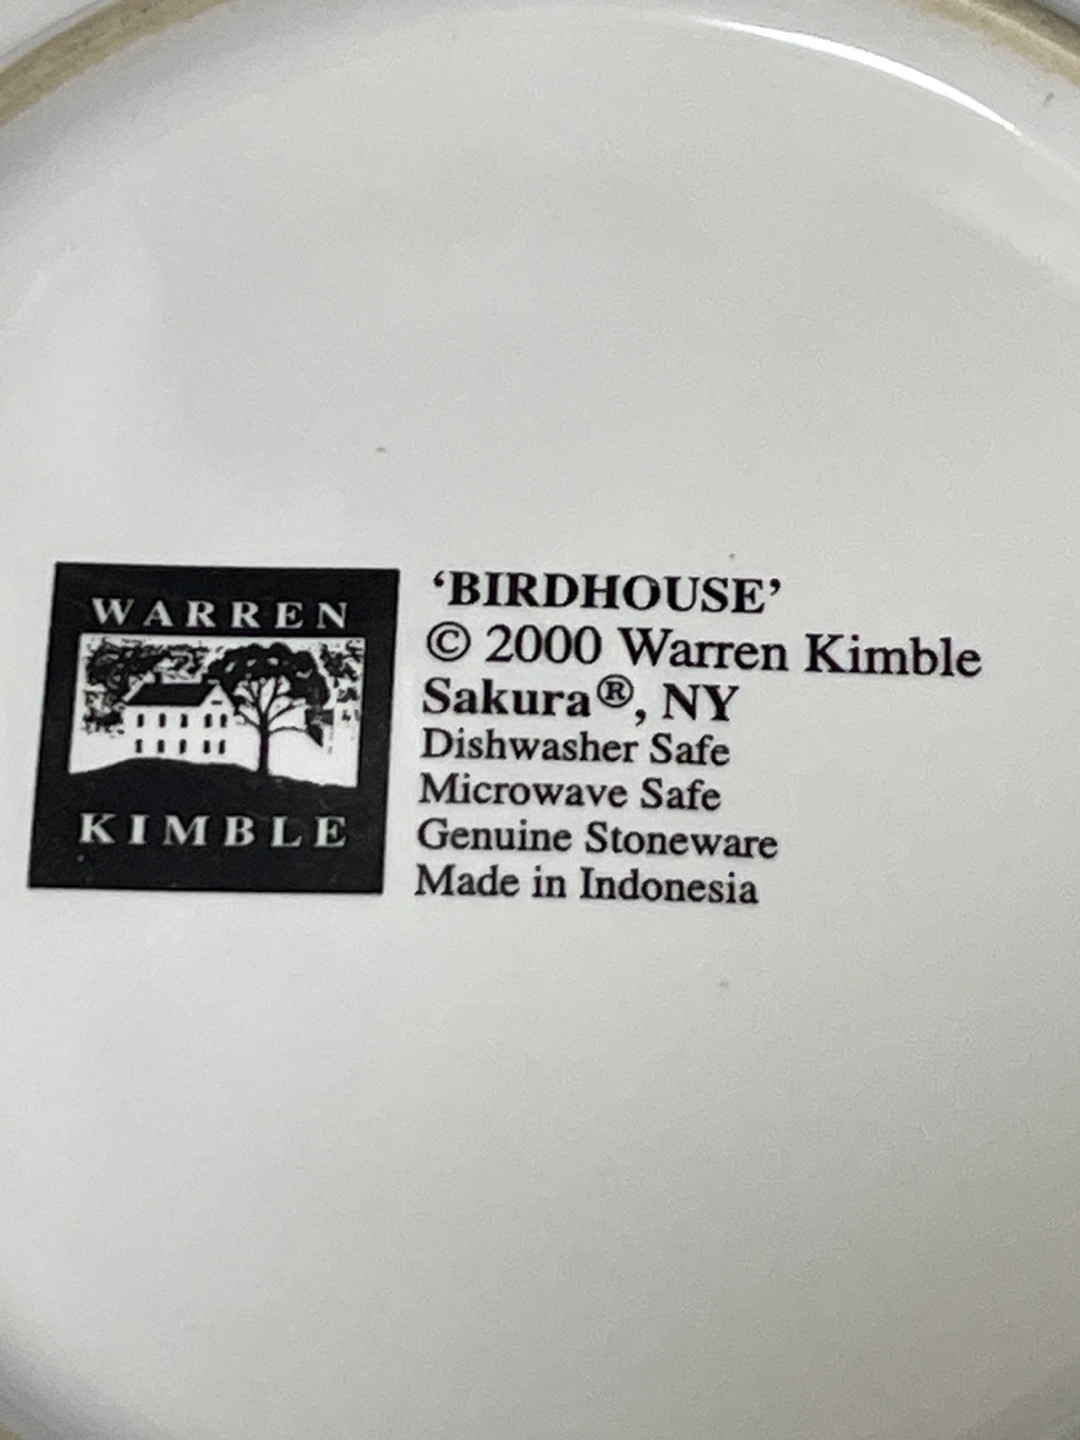 WARREN
KIMBLE
‘BIRDHOUSE’
© 2000 Warren Kimble
Sakura®, NY
Dishwasher Safe
Microwave Safe
Genuine Stoneware
Made in Indonesia